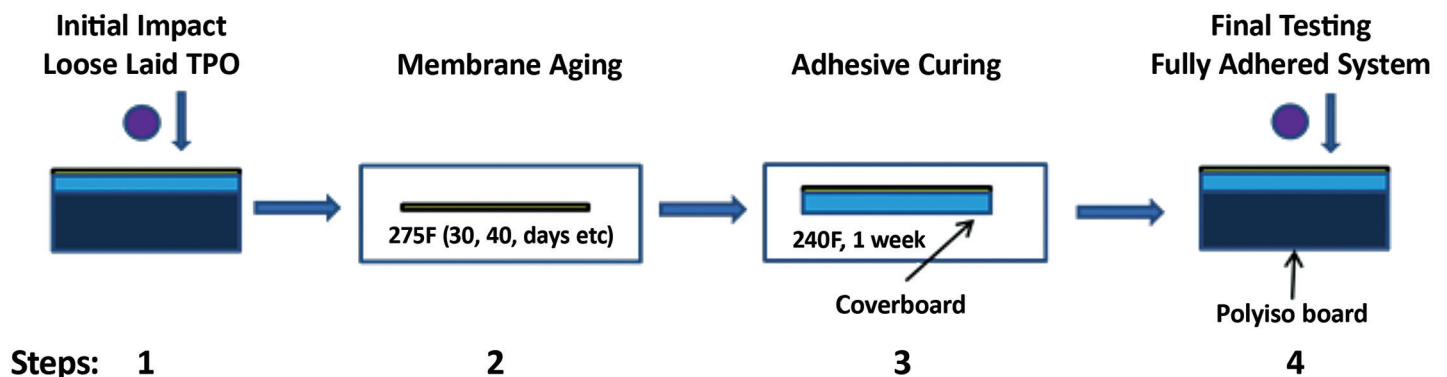 Initial Impact
Loose Laid TPO
Membrane Aging
Adhesive Curing
Final Testing
Fully Adhered System
275F (30, 40, days etc)
240F, 1 week
Coverboard
Polyiso board
Steps: 1 2 3 4